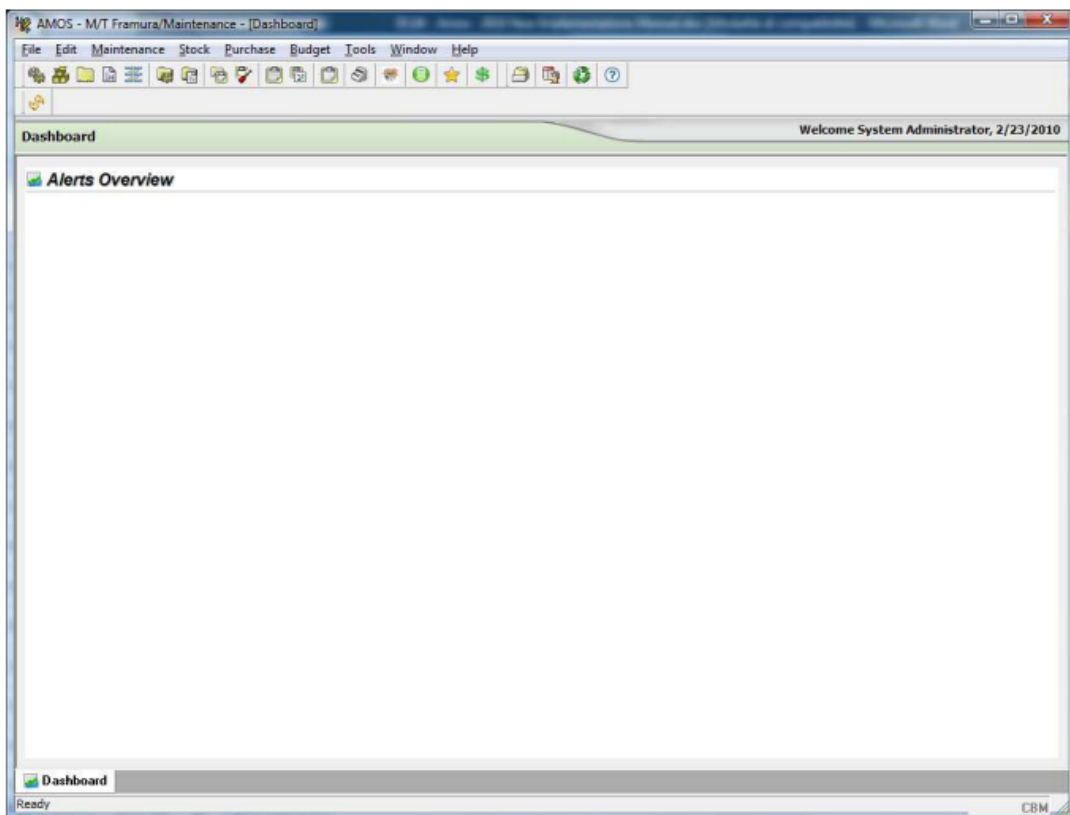 AMOS - M/T Framura/Maintenance - [Dashboard]
File Edit Maintenance Stock Purchase Budget Tools Window Help
Dashboard
Welcome System Administrator, 2/23/2010
Alerts Overview
Dashboard
Ready
CBM